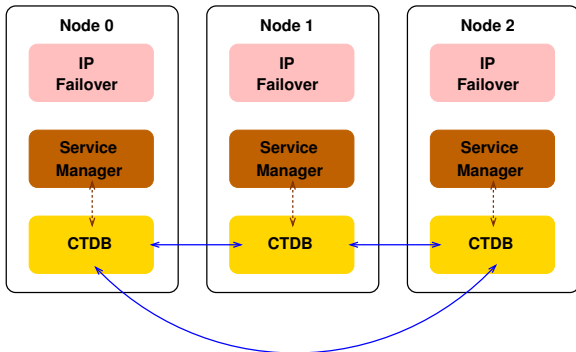 Node 0
Node 1
Node 2
IP
Failover
IP
Failover
IP
Failover
Service
Manager
Service
Manager
Service
Manager
CTDB
CTDB
CTDB